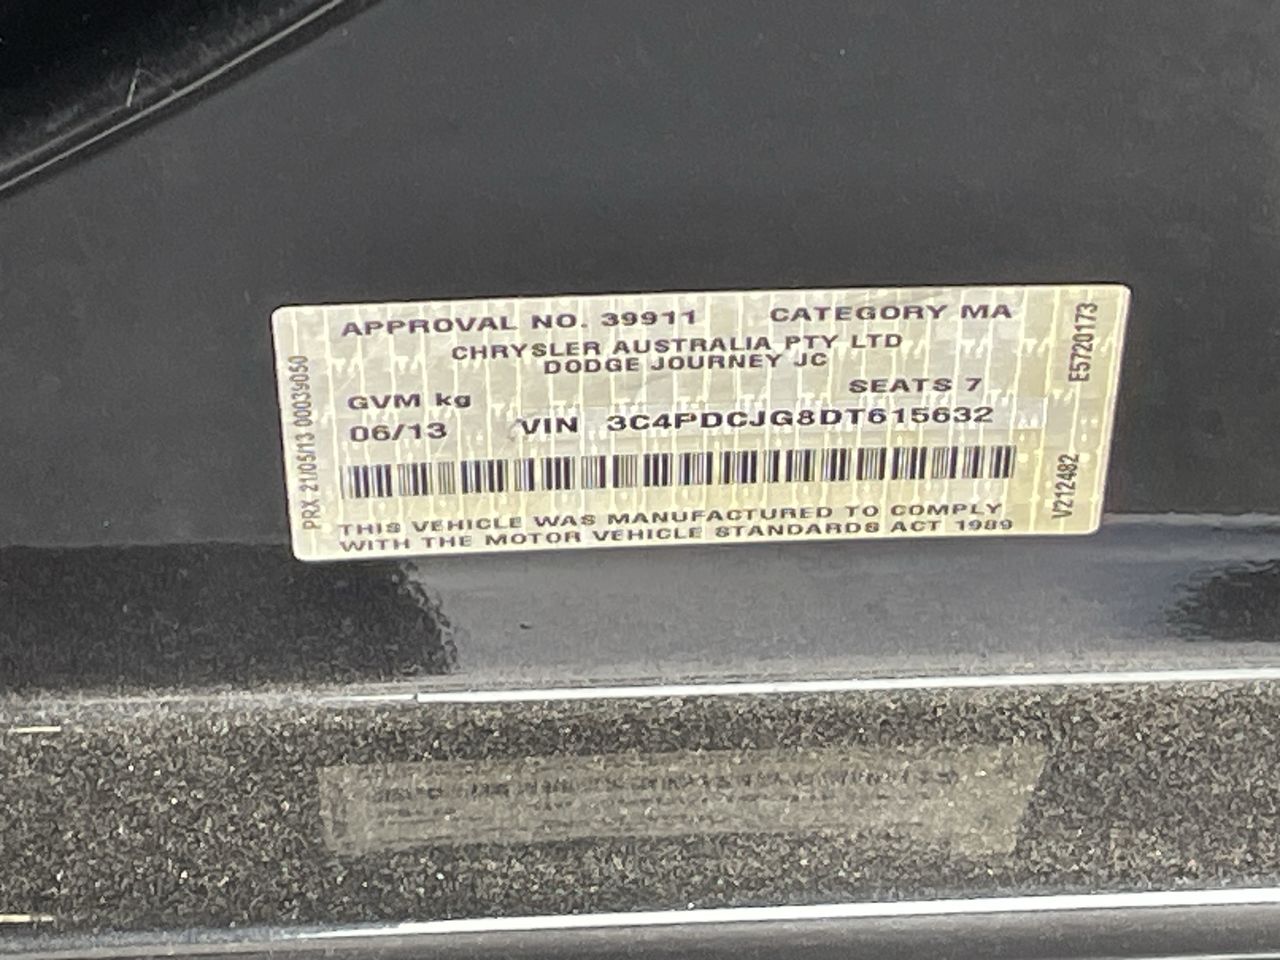 APPROVAL NO. 39911 CATEGORY MA
CHRYSLER AUSTRALIA PTY LTD
DODGE JOURNEY JC
SEATS 7
GVM kg
06/13 VIN 3C4PDCJG8DT615632
THIS VEHICLE WAS MANUFACTURED TO COMPLY
WITH THE MOTOR VEHICLE STANDARDS ACT 1989
PRX 21/05/13 00039050
E5720173
V212482